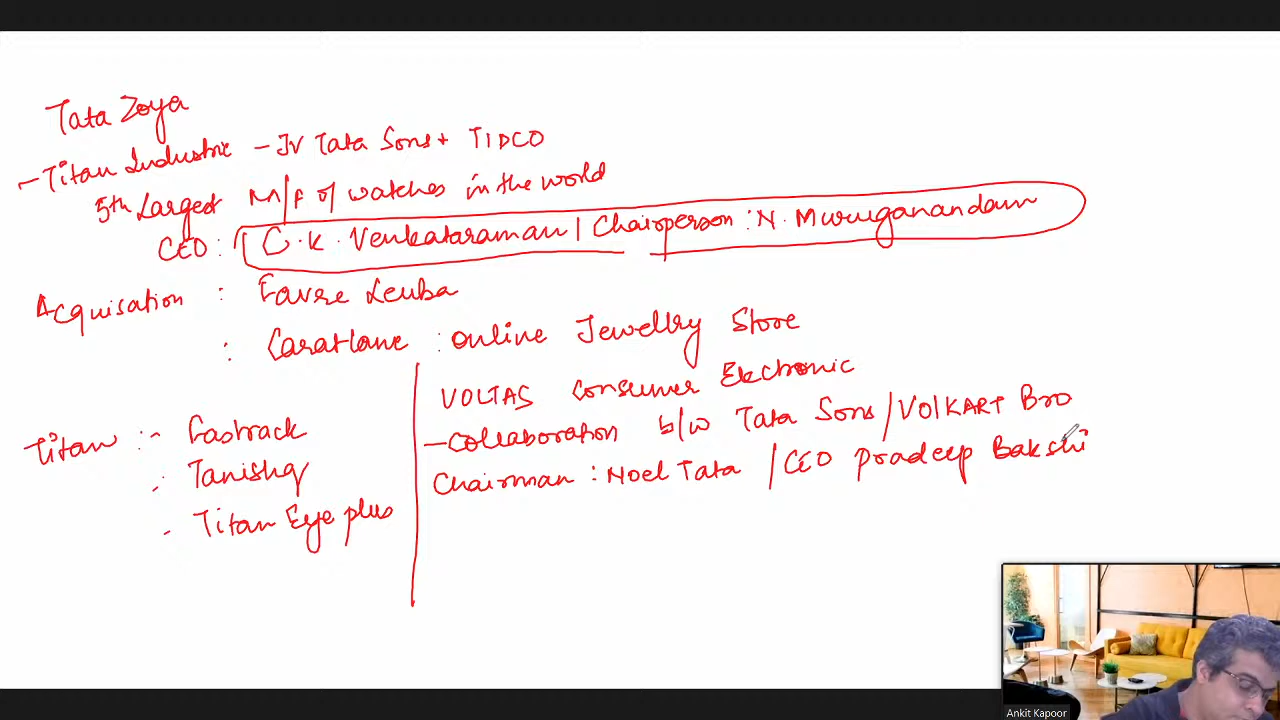 Tata Zoya
- Titan Industrie - JV Tata Sons + TIDCO
5th Largest M/F of watches in the world
CEO : C.K. Venkataraman | Chairperson : N. Muruganandam
Acquisation : Favre Leuba
: Caratlane : online Jewellry Store
Titan :- Fastrack
- Tanishq
- Titan Eye plus
VOLTAS Consumer Electronic
- Collaboration b/w Tata Sons / VOLKART Bro
Chairman : Noel Tata / CEO Pradeep Bakshi
Ankit Kapoor